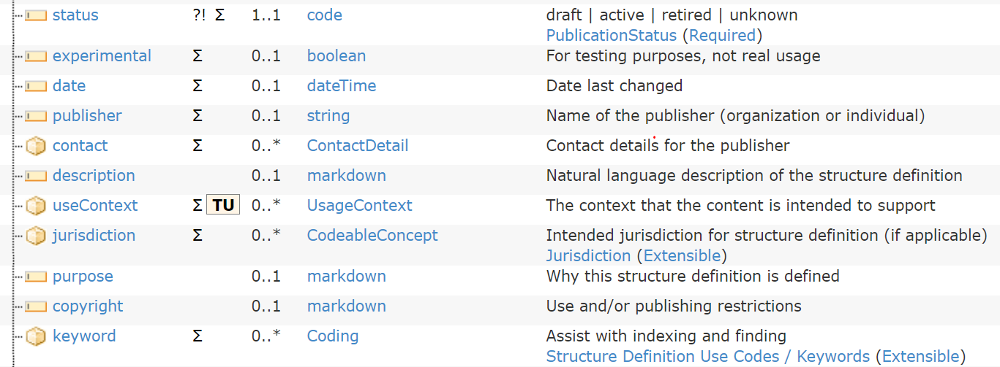 status ?! Σ 1..1 code draft | active | retired | unknown
PublicationStatus (Required)
experimental Σ 0..1 boolean For testing purposes, not real usage
date Σ 0..1 dateTime Date last changed
publisher Σ 0..1 string Name of the publisher (organization or individual)
contact Σ 0..* ContactDetail Contact details for the publisher
description 0..1 markdown Natural language description of the structure definition
useContext Σ TU 0..* UsageContext The context that the content is intended to support
jurisdiction Σ 0..* CodeableConcept Intended jurisdiction for structure definition (if applicable)
Jurisdiction (Extensible)
purpose 0..1 markdown Why this structure definition is defined
copyright 0..1 markdown Use and/or publishing restrictions
keyword Σ 0..* Coding Assist with indexing and finding
Structure Definition Use Codes / Keywords (Extensible)